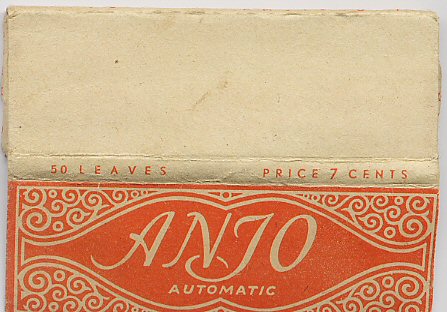 50 LEAVES PRICE 7 CENTS
ANJO
AUTOMATIC